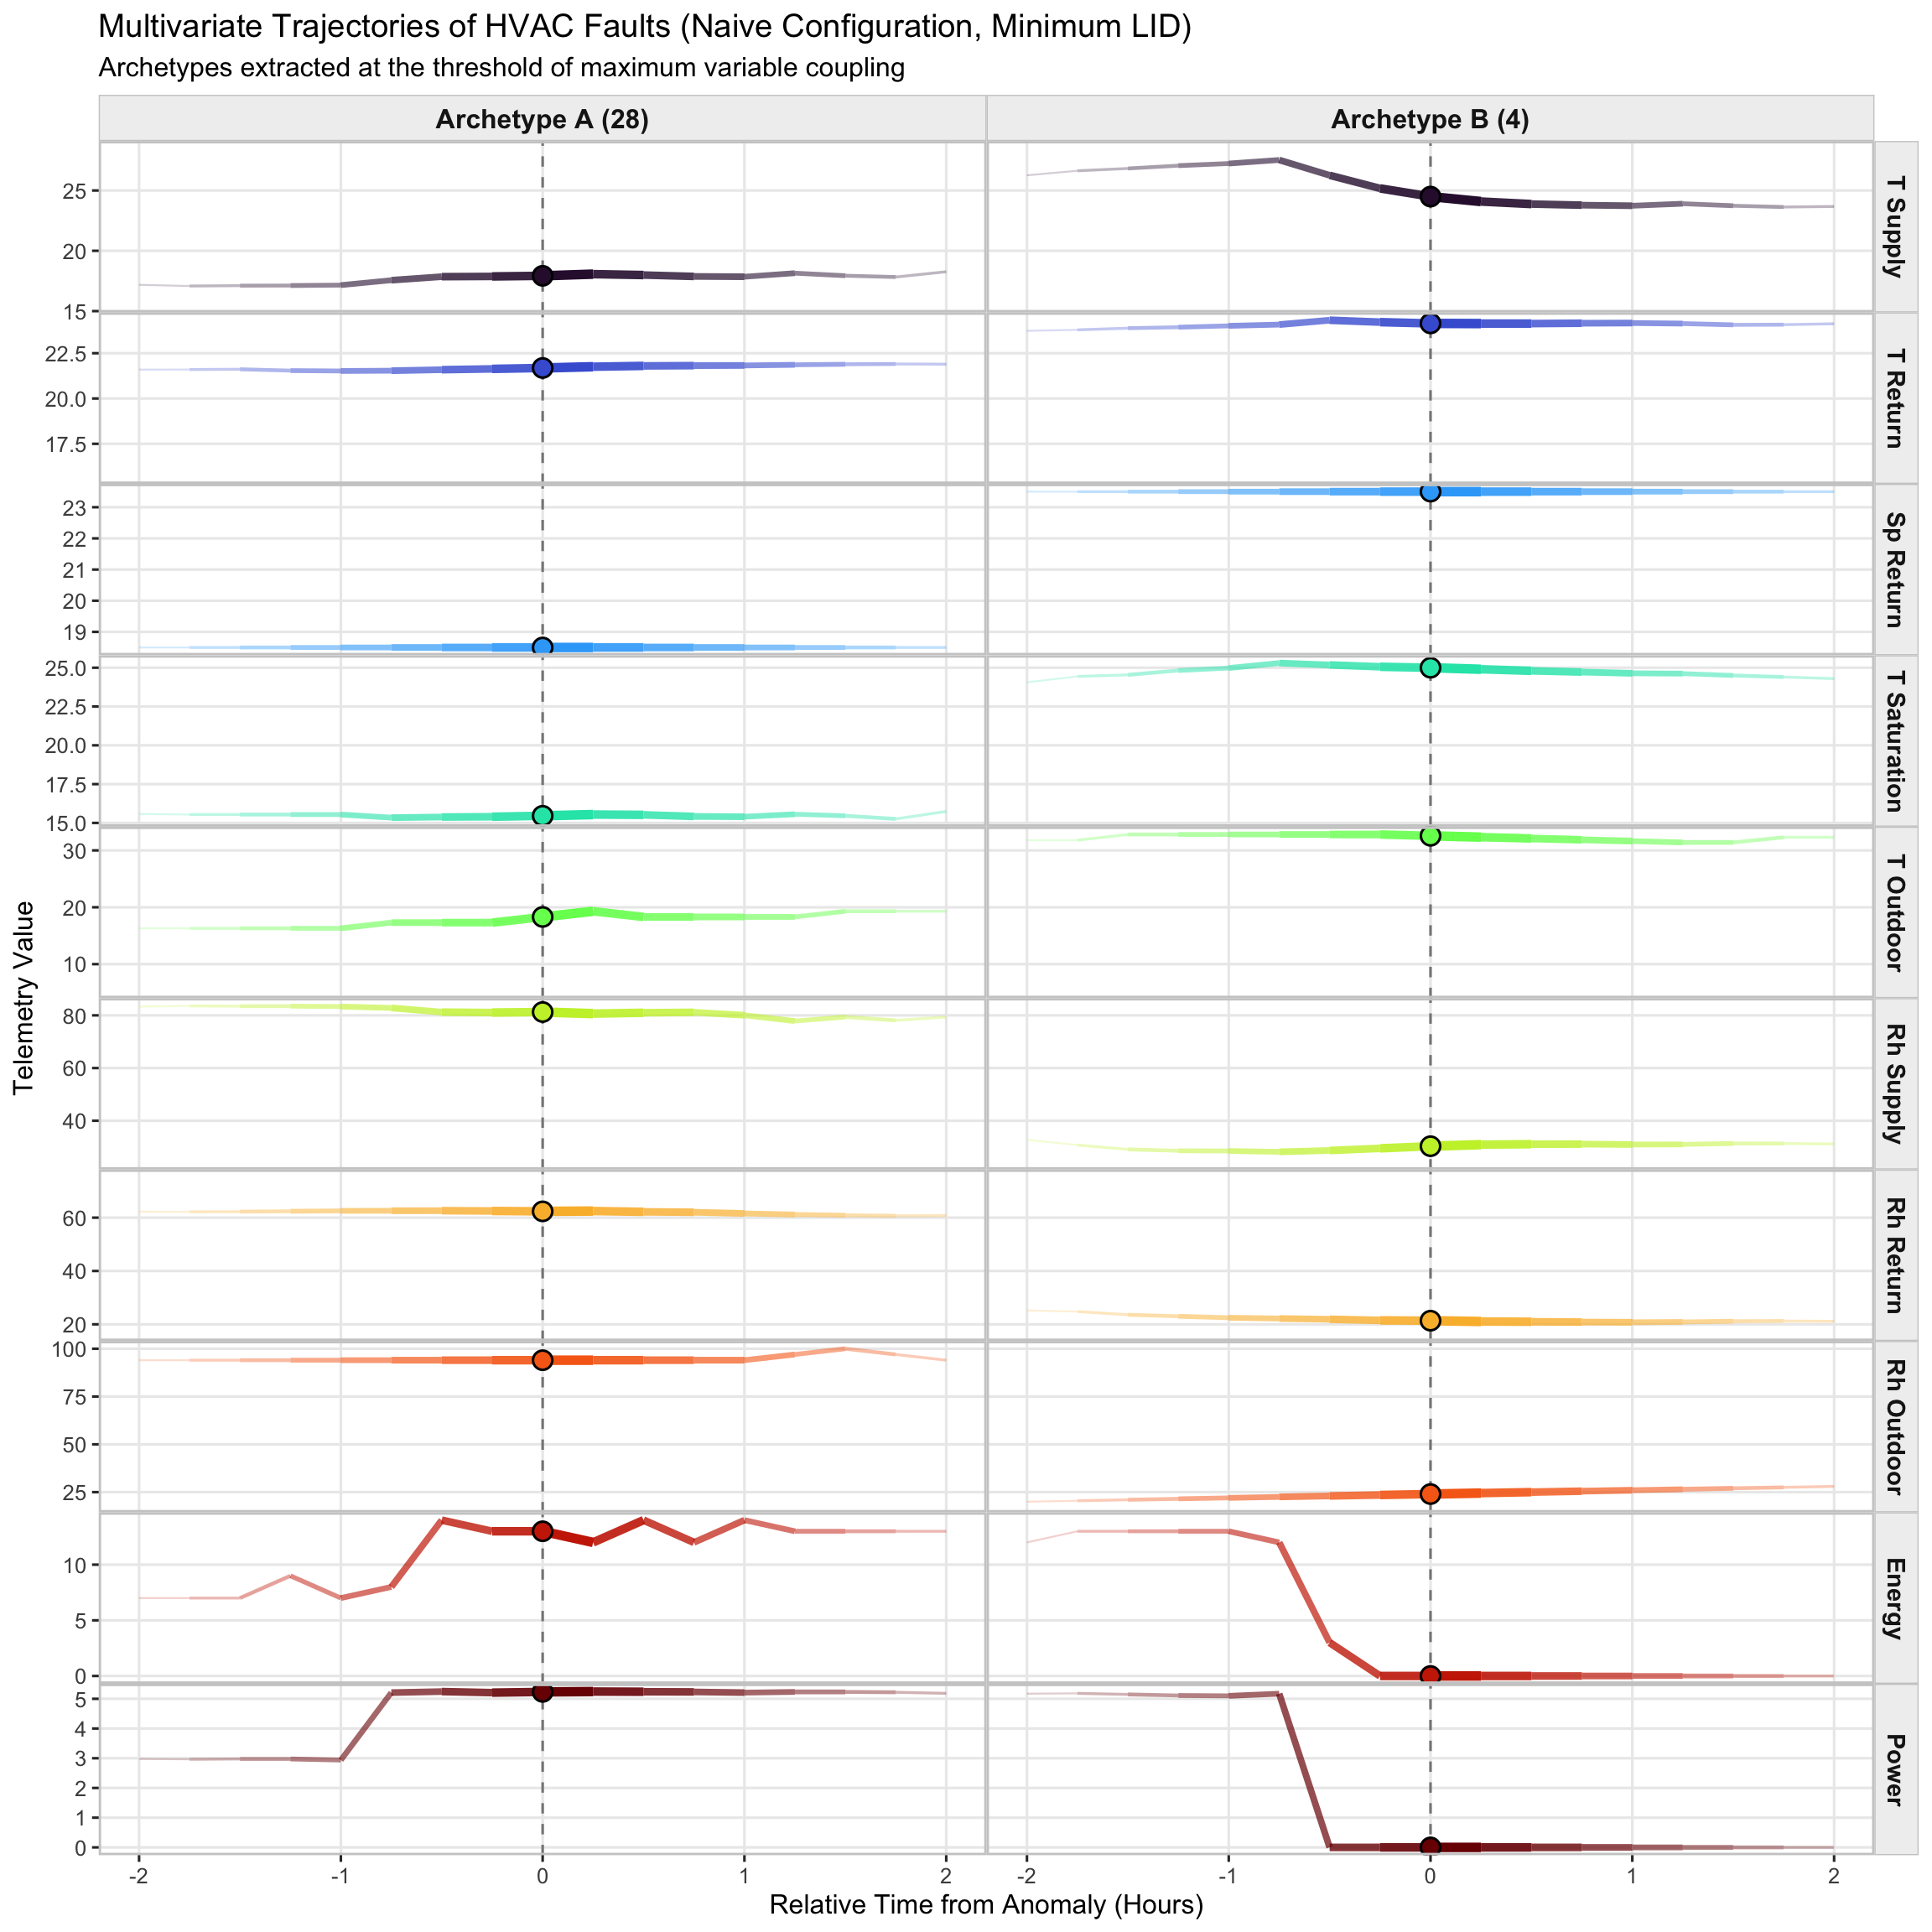 Multivariate Trajectories of HVAC Faults (Naive Configuration, Minimum LID)
Archetypes extracted at the threshold of maximum variable coupling
Archetype A (28)
Archetype B (4)
Telemetry Value
25
20
15
T Supply
22.5
20.0
17.5
T Return
23
22
21
20
19
Sp Return
25.0
22.5
20.0
17.5
15.0
T Saturation
30
20
10
T Outdoor
80
60
40
Rh Supply
60
40
20
Rh Return
100
75
50
25
Rh Outdoor
10
5
0
Energy
5
4
3
2
1
0
Power
-2 -1 0 1 2 -2 -1 0 1 2
Relative Time from Anomaly (Hours)